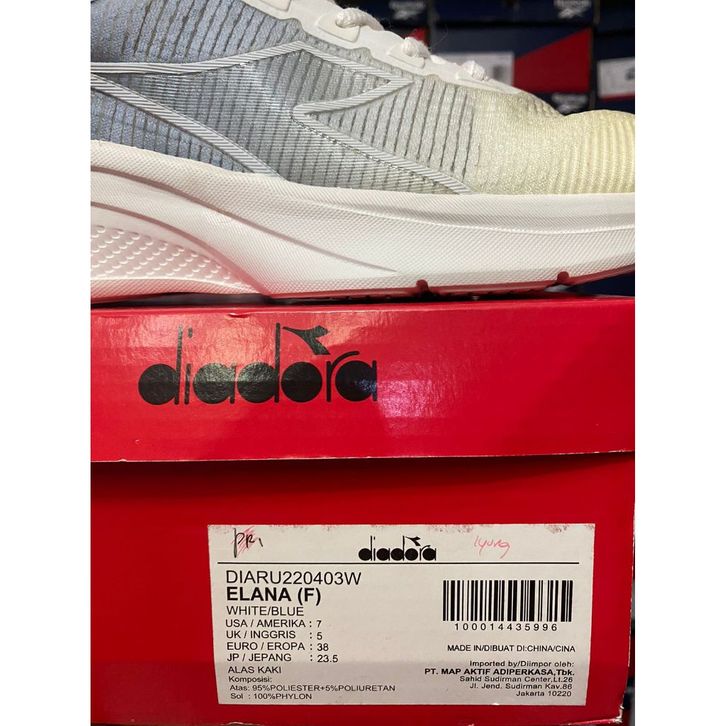 diadora
PR1
diadora
DIARU220403W
ELANA (F)
WHITE/BLUE
USA / AMERIKA : 7
UK / INGGRIS : 5
EURO / EROPA : 38
JP / JEPANG : 23.5
ALAS KAKI
Komposisi:
Atas: 95%POLIESTER+5%POLIURETAN
Sol : 100%PHYLON
100014435996
MADE IN/DIBUAT DI:CHINA/CINA
Imported by/Diimpor oleh:
PT. MAP AKTIF ADIPERKASA,Tbk.
Sahid Sudirman Center,Lt.26
Jl. Jend. Sudirman Kav.86
Jakarta 10220